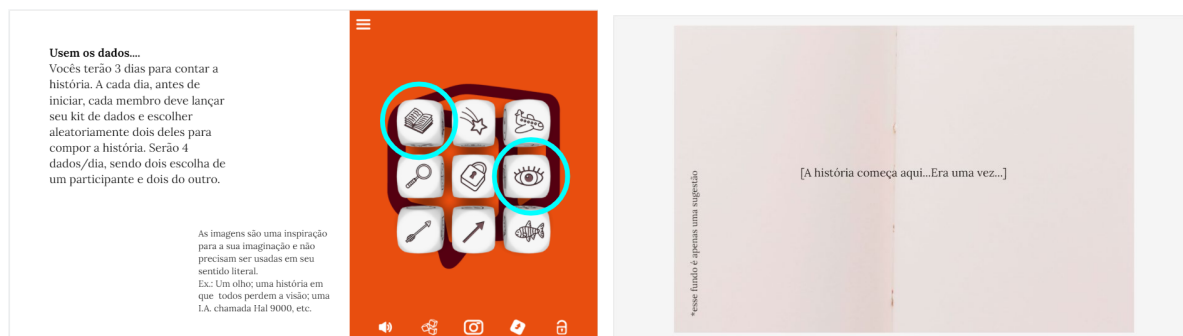 Usem os dados....
Vocês terão 3 dias para contar a
história. A cada dia, antes de
iniciar, cada membro deve lançar
seu kit de dados e escolher
aleatoriamente dois deles para
compor a história. Serão 4
dados/dia, sendo dois escolha de
um participante e dois do outro.
As imagens são uma inspiração
para a sua imaginação e não
precisam ser usadas em seu
sentido literal.
Ex.: Um olho; uma história em
que todos perdem a visão; uma
I.A. chamada Hal 9000, etc.
*esse fundo é apenas uma sugestão
[A história começa aqui...Era uma vez...]